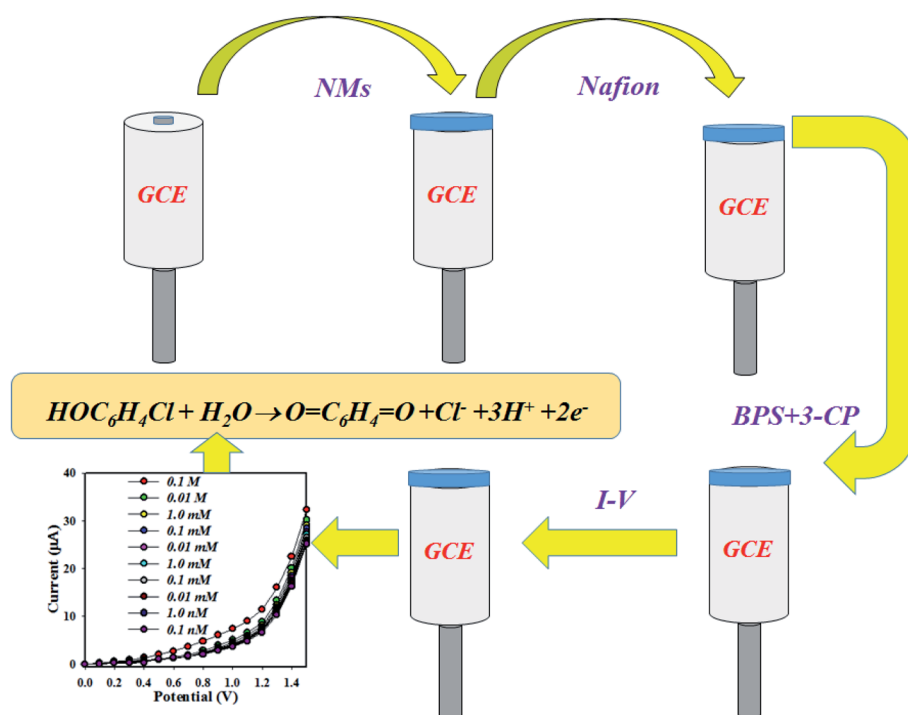 NMs
Nafion
GCE
GCE
GCE
HOC₆H₄Cl + H₂O → O=C₆H₄=O +Cl⁻ +3H⁺ +2e⁻
BPS+3-CP
I-V
GCE
GCE
40
30
20
10
0
Current (µA)
0.1 M
0.01 M
1.0 mM
0.1 mM
0.01 mM
1.0 mM
0.1 mM
0.01 mM
1.0 nM
0.1 nM
0.0 0.2 0.4 0.6 0.8 1.0 1.2 1.4
Potential (V)